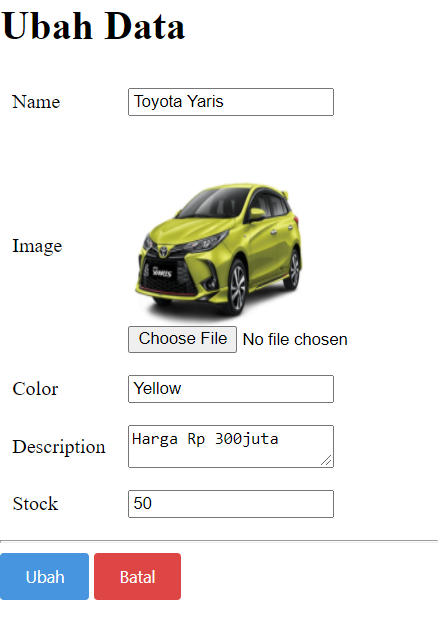 Ubah Data
Name Toyota Yaris
YARIS
Image
Choose File No file chosen
Color Yellow
Description Harga Rp 300juta
Stock 50
Ubah Batal